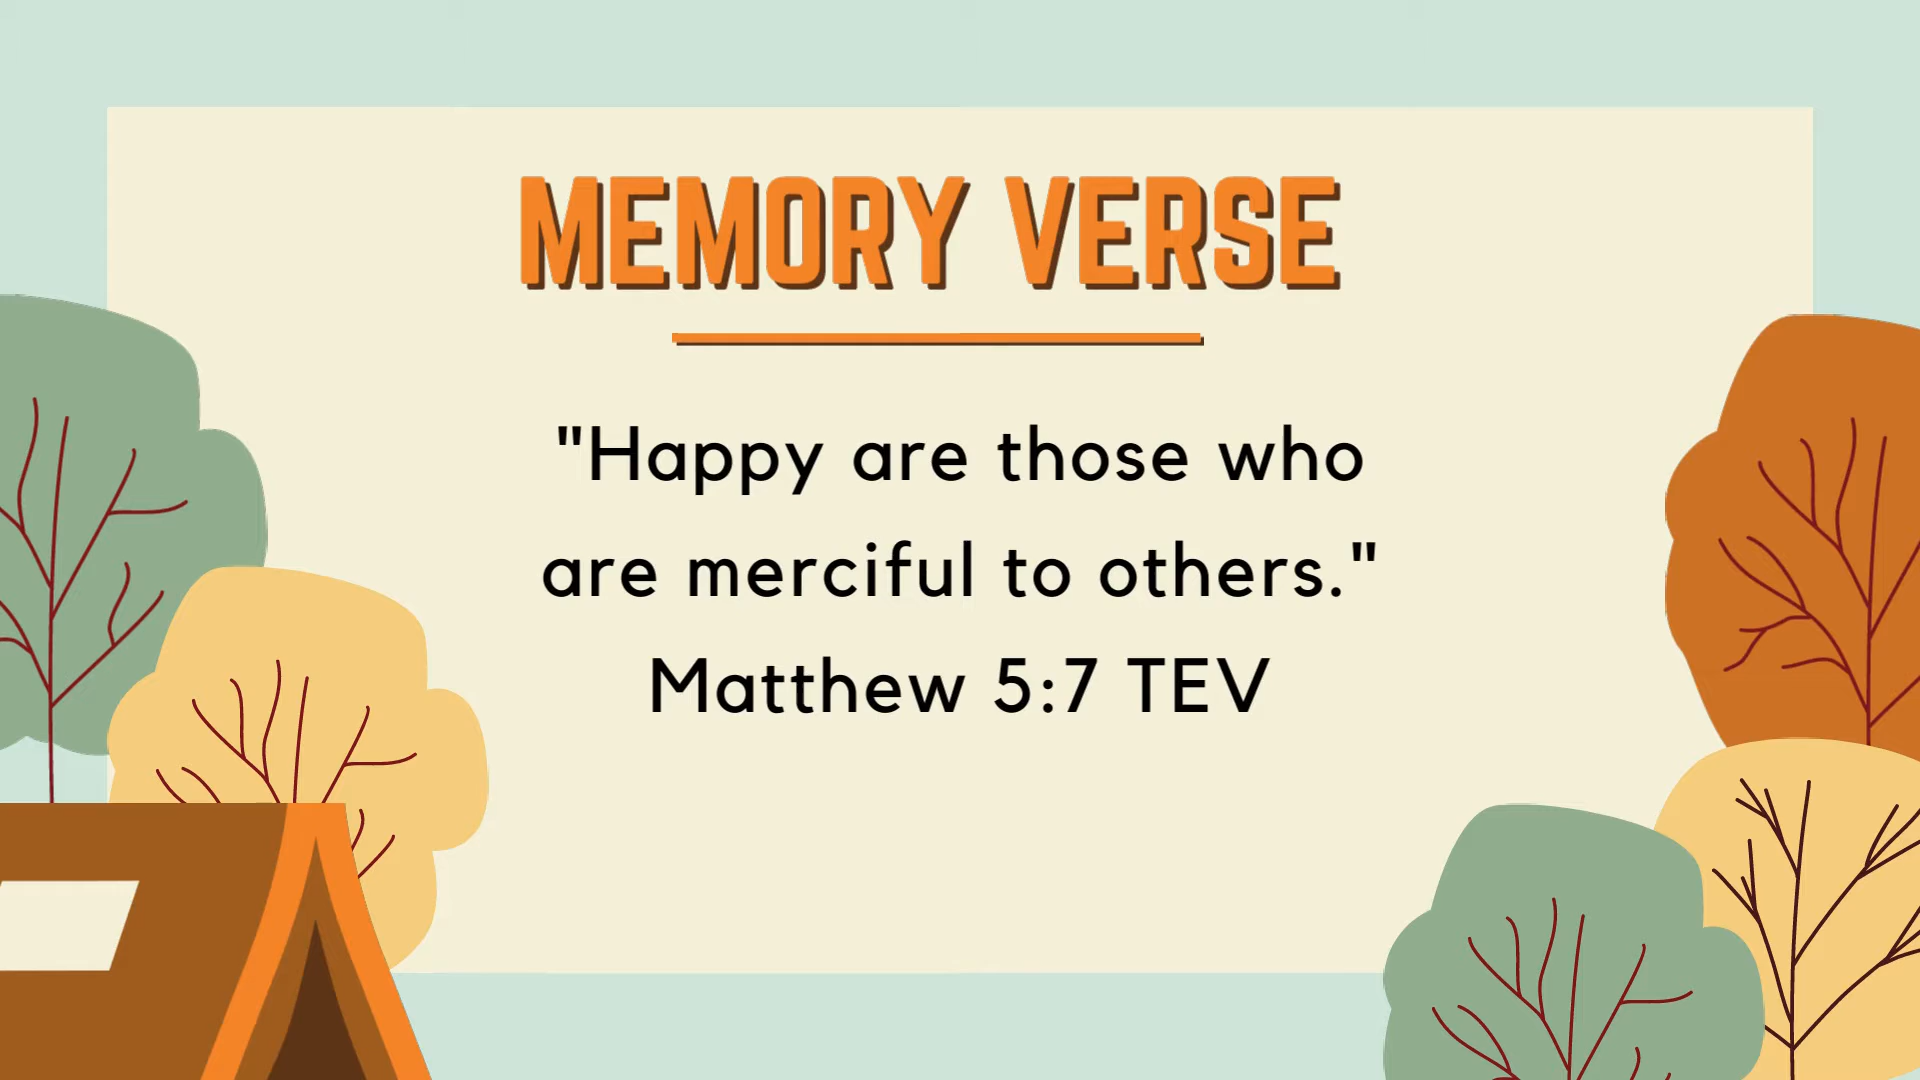 MEMORY VERSE
"Happy are those who
are merciful to others."
Matthew 5:7 TEV